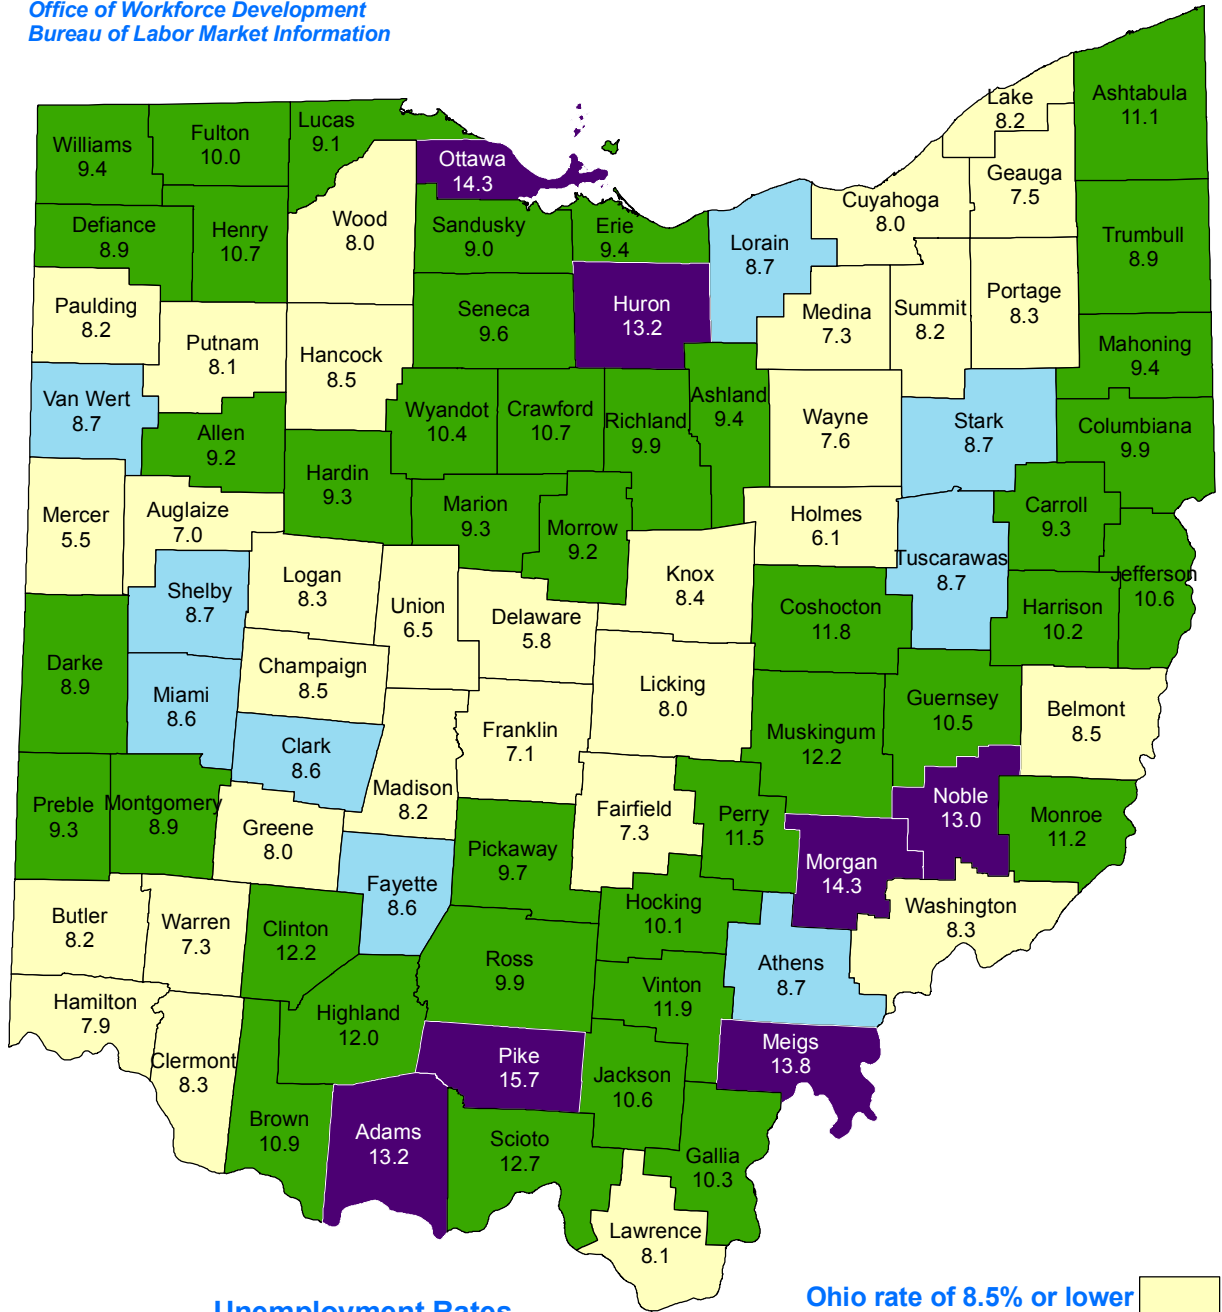 Office of Workforce Development
Bureau of Labor Market Information
Lake
8.2
Ashtabula
11.1
Williams
9.4
Fulton
10.0
Lucas
9.1
Ottawa
14.3
Geauga
7.5
Cuyahoga
8.0
Defiance
8.9
Henry
10.7
Wood
8.0
Sandusky
9.0
Erie
9.4
Lorain
8.7
Trumbull
8.9
Paulding
8.2
Putnam
8.1
Hancock
8.5
Seneca
9.6
Huron
13.2
Medina
7.3
Summit
8.2
Portage
8.3
Mahoning
9.4
Van Wert
8.7
Allen
9.2
Wyandot
10.4
Crawford
10.7
Richland
9.9
Ashland
9.4
Wayne
7.6
Stark
8.7
Columbiana
9.9
Hardin
9.3
Mercer
5.5
Auglaize
7.0
Marion
9.3
Morrow
9.2
Holmes
6.1
Carroll
9.3
Tuscarawas
8.7
Jefferson
10.6
Shelby
8.7
Logan
8.3
Union
6.5
Delaware
5.8
Knox
8.4
Coshocton
11.8
Harrison
10.2
Darke
8.9
Miami
8.6
Champaign
8.5
Licking
8.0
Guernsey
10.5
Belmont
8.5
Clark
8.6
Franklin
7.1
Muskingum
12.2
Madison
8.2
Preble
9.3
Montgomery
8.9
Greene
8.0
Fairfield
7.3
Perry
11.5
Noble
13.0
Monroe
11.2
Pickaway
9.7
Morgan
14.3
Fayette
8.6
Hocking
10.1
Washington
8.3
Butler
8.2
Warren
7.3
Clinton
12.2
Ross
9.9
Athens
8.7
Vinton
11.9
Hamilton
7.9
Highland
12.0
Clermont
8.3
Pike
15.7
Meigs
13.8
Jackson
10.6
Brown
10.9
Adams
13.2
Scioto
12.7
Gallia
10.3
Lawrence
8.1
Unemployment Rates
Ohio rate of 8.5% or lower